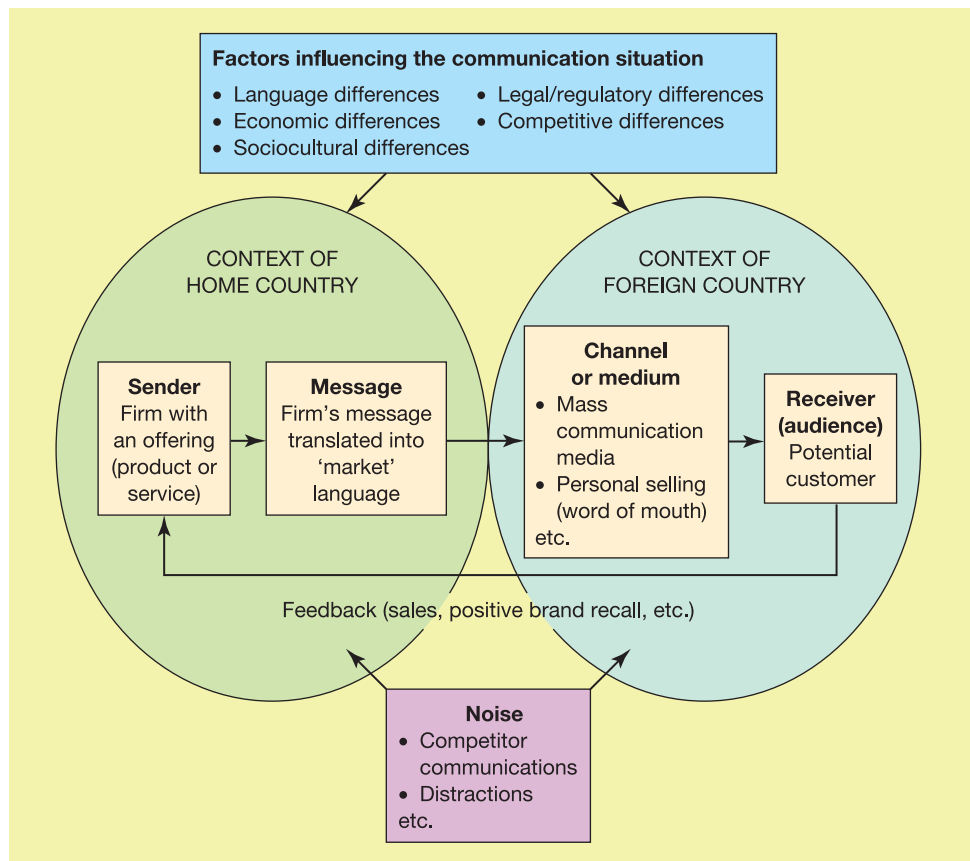 Factors influencing the communication situation
• Language differences
• Economic differences
• Sociocultural differences
• Legal/regulatory differences
• Competitive differences
CONTEXT OF
HOME COUNTRY
CONTEXT OF
FOREIGN COUNTRY
Sender
Firm with
an offering
(product or
service)
Message
Firm's message
translated into
‘market’
language
Channel
or medium
• Mass
communication
media
• Personal selling
(word of mouth)
etc.
Receiver
(audience)
Potential
customer
Feedback (sales, positive brand recall, etc.)
Noise
• Competitor
communications
• Distractions
etc.